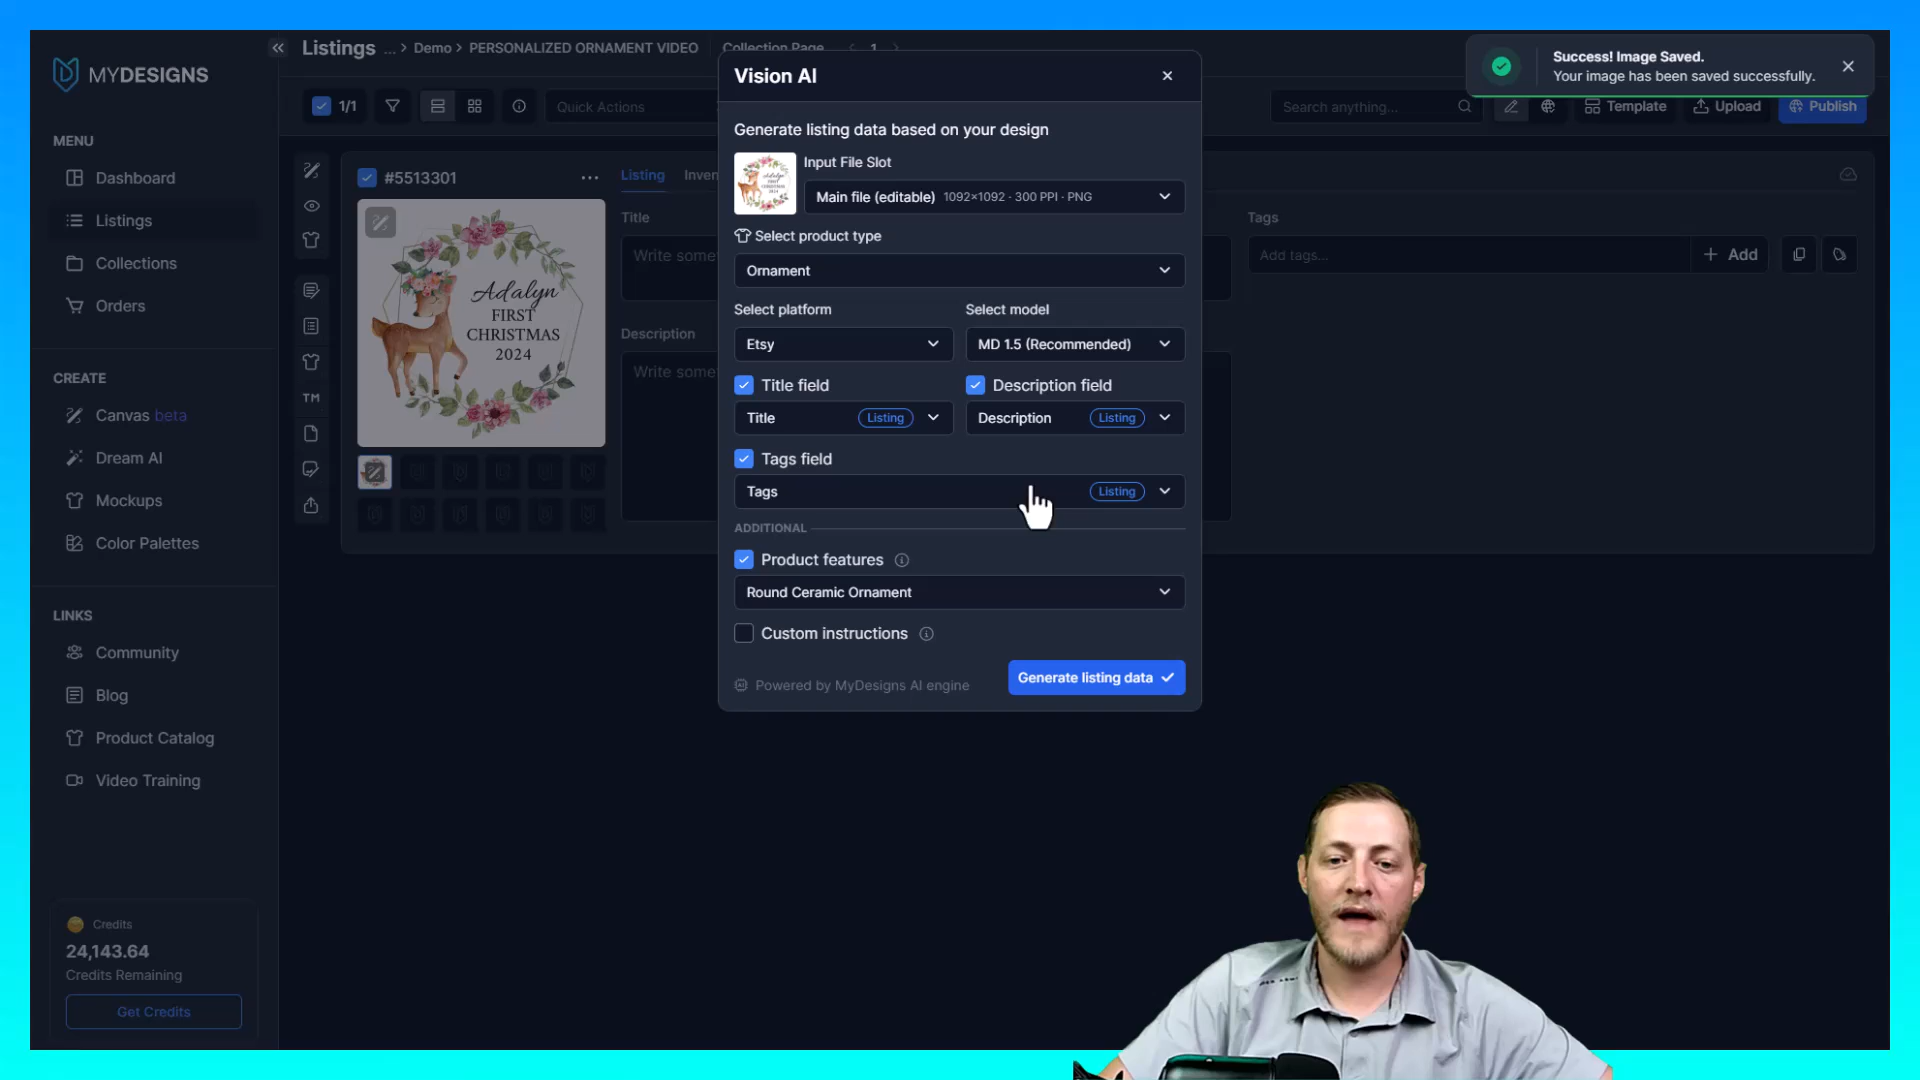 Listings ... > Demo > PERSONALIZED ORNAMENT VIDEO Collection Page 1
MYDESIGNS
MENU
Dashboard
Listings
Collections
Orders
CREATE
Canvas beta
Dream AI
Mockups
Color Palettes
LINKS
Community
Blog
Product Catalog
Video Training
Credits
24,143.64
Credits Remaining
Get Credits
1/1
Quick Actions
Search anything...
Template
Upload
Publish
Success! Image Saved.
Your image has been saved successfully.
#5513301
Adalyn
FIRST
CHRISTMAS
2024
TM
Listing Inven
Title
Write somet
Description
Write somet
Tags
Add tags...
+ Add
Vision AI
Generate listing data based on your design
Input File Slot
Main file (editable) 1092×1092 · 300 PPI · PNG
Select product type
Ornament
Select platform
Select model
Etsy
MD 1.5 (Recommended)
Title field
Description field
Title Listing
Description Listing
Tags field
Tags Listing
ADDITIONAL
Product features
Round Ceramic Ornament
Custom instructions
Powered by MyDesigns AI engine
Generate listing data